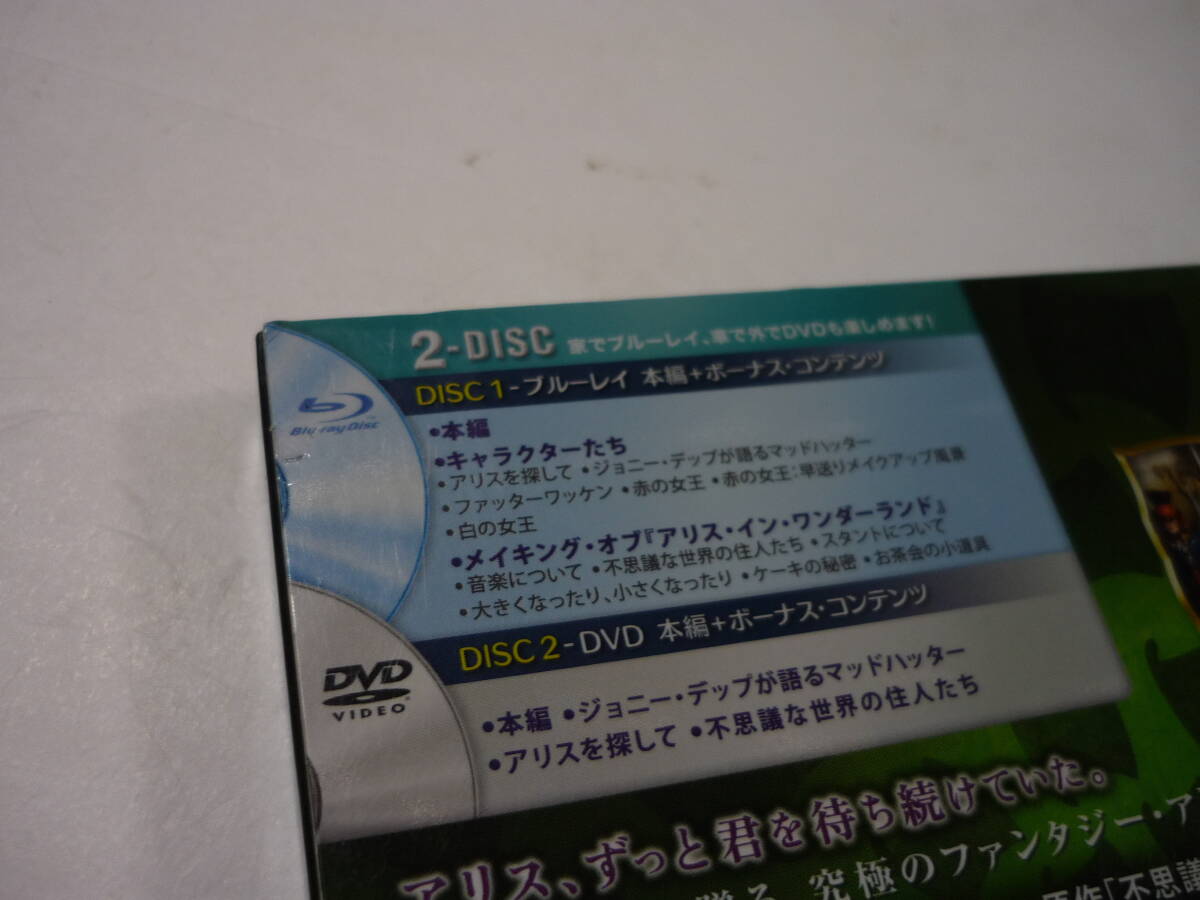 2-DISC 家でブルーレイ、車で外でDVDも楽しめます!
DISC 1 - ブルーレイ 本編+ボーナス・コンテンツ
Blu-ray Disc
•本編
•キャラクターたち
•アリスを探して •ジョニー・デップが語るマッドハッター
•ファッターワッケン •赤の女王 •赤の女王:早送りメイクアップ風景
•白の女王
•メイキング・オブ『アリス・イン・ワンダーランド』
•音楽について •不思議な世界の住人たち •スタントについて
•大きくなったり、小さくなったり •ケーキの秘密 •お茶会の小道具
DISC 2 - DVD 本編+ボーナス・コンテンツ
DVD
VIDEO
•本編 •ジョニー・デップが語るマッドハッター
•アリスを探して •不思議な世界の住人たち
アリス、ずっと君を待ち続けていた。
贈る、究極のファンタジー・ア
原作「不思議